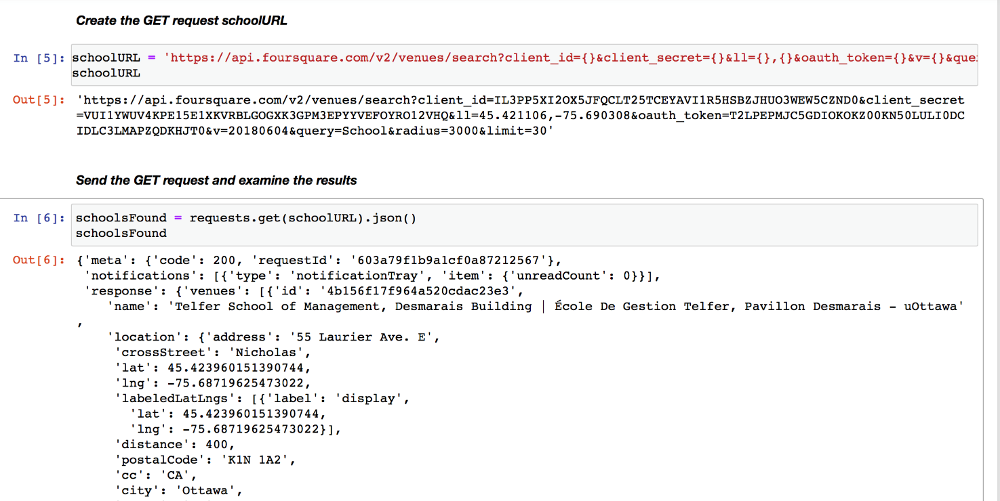 Create the GET request schoolURL
In [5]: schoolURL = 'https://api.foursquare.com/v2/venues/search?client_id={}&client_secret={}&ll={},{}&oauth_token={}&v={}&que
schoolURL
Out[5]: 'https://api.foursquare.com/v2/venues/search?client_id=IL3PP5XI2OX5JFQCLT25TCEYAVI1R5HSBZJHUO3WEW5CZND0&client_secret
=VUI1YWUV4KPE15E1XKVRBLGOGXK3GPM3EPYYVEFOYRO12VHQ&ll=45.421106,-75.690308&oauth_token=T2LPEPMJC5GDIOKOKZ00KN50LULI0DC
IDLC3LMAPZQDKHJT0&v=20180604&query=School&radius=3000&limit=30'
Send the GET request and examine the results
In [6]: schoolsFound = requests.get(schoolURL).json()
schoolsFound
Out[6]: {'meta': {'code': 200, 'requestId': '603a79f1b9a1cf0a87212567'},
'notifications': [{'type': 'notificationTray', 'item': {'unreadCount': 0}}],
'response': {'venues': [{'id': '4b156f17f964a520cdac23e3',
'name': 'Telfer School of Management, Desmarais Building | École De Gestion Telfer, Pavillon Desmarais - uOttawa'
,
'location': {'address': '55 Laurier Ave. E',
'crossStreet': 'Nicholas',
'lat': 45.423960151390744,
'lng': -75.68719625473022,
'labeledLatLngs': [{'label': 'display',
'lat': 45.423960151390744,
'lng': -75.68719625473022}],
'distance': 400,
'postalCode': 'K1N 1A2',
'cc': 'CA',
'city': 'Ottawa',